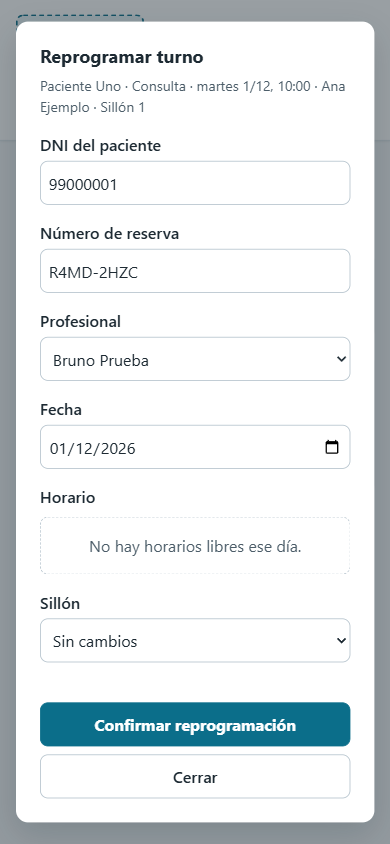 Reprogramar turno
Paciente Uno · Consulta · martes 1/12, 10:00 · Ana
Ejemplo · Sillón 1
DNI del paciente
99000001
Número de reserva
R4MD-2HZC
Profesional
Bruno Prueba
Fecha
01/12/2026
Horario
No hay horarios libres ese día.
Sillón
Sin cambios
Confirmar reprogramación
Cerrar